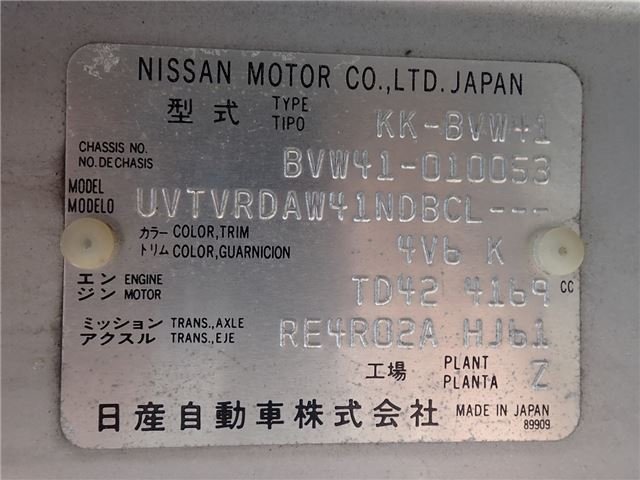 NISSAN MOTOR CO.,LTD. JAPAN
型式 TYPE TIPO KK-BVW41
CHASSIS NO. NO. DE CHASIS BVW41-010053
MODEL MODELO UVTVRDAW41NDBCL---
カラー COLOR,TRIM
トリム COLOR,GUARNICION 4V6 K
エンジン ENGINE MOTOR TD42 4169 CC
ミッション TRANS.,AXLE
アクスル TRANS.,EJE RE4R02A HJ61
工場 PLANT PLANTA Z
日産自動車株式会社 MADE IN JAPAN
89909